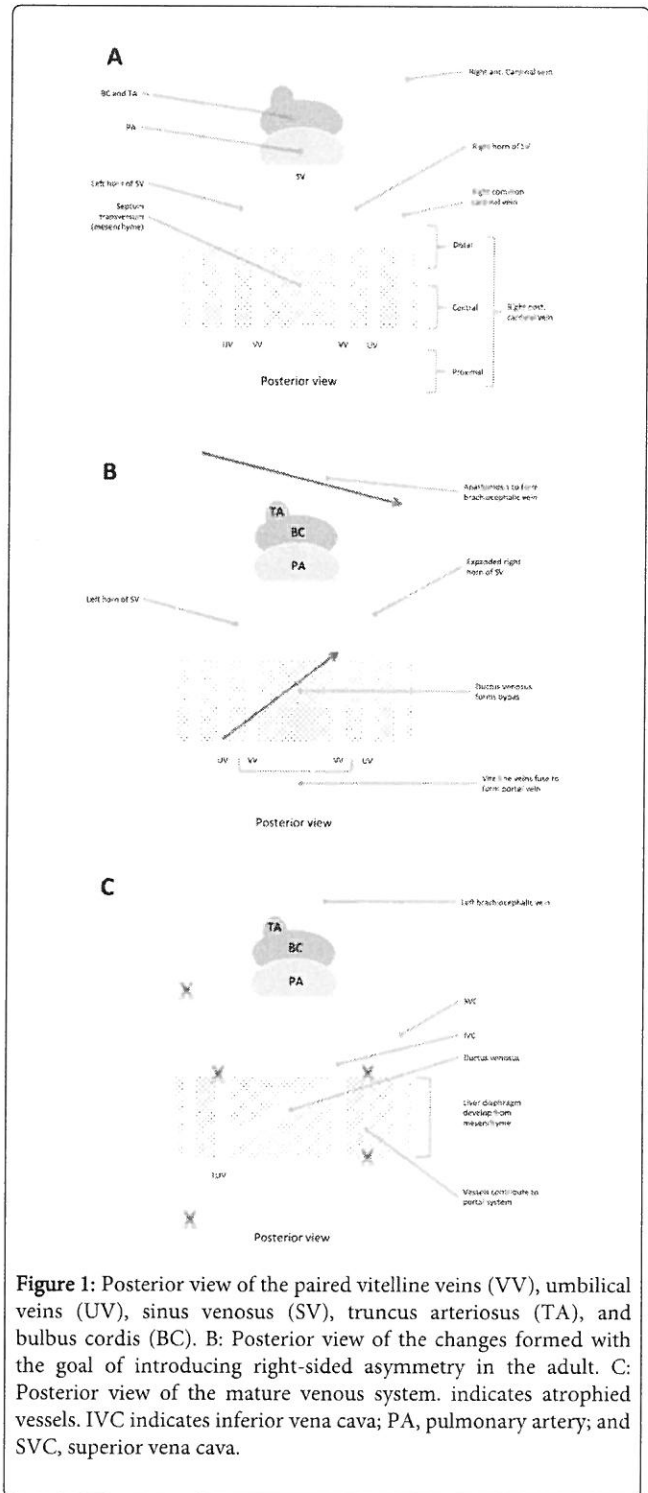 A
Right ant. Cardinal vein
BC and TA
PA
Right horn of SV
SV
Left horn of SV
Right common
cardinal vein
Septum
transversum
(mesenchyme)
Distal
Central
Right post.
cardinal vein
UV VV VV UV
Proximal
Posterior view
B
Anastomosis to form
brachiocephalic vein
TA
BC
PA
Expanded right
horn of SV
Left horn of SV
Ductus venosus
forms bypas
UV VV VV UV
Vitelline veins fuse to
form portal vein
Posterior view
C
Left brachiocephalic vein
TA
BC
PA
X
SVC
IVC
Ductus venosus
X X
Liver diaphragm
develop from
mesenchyme
X
Vessels contribute to
portal system
X
Posterior view
Figure 1: Posterior view of the paired vitelline veins (VV), umbilical
veins (UV), sinus venosus (SV), truncus arteriosus (TA), and
bulbus cordis (BC). B: Posterior view of the changes formed with
the goal of introducing right-sided asymmetry in the adult. C:
Posterior view of the mature venous system. indicates atrophied
vessels. IVC indicates inferior vena cava; PA, pulmonary artery; and
SVC, superior vena cava.